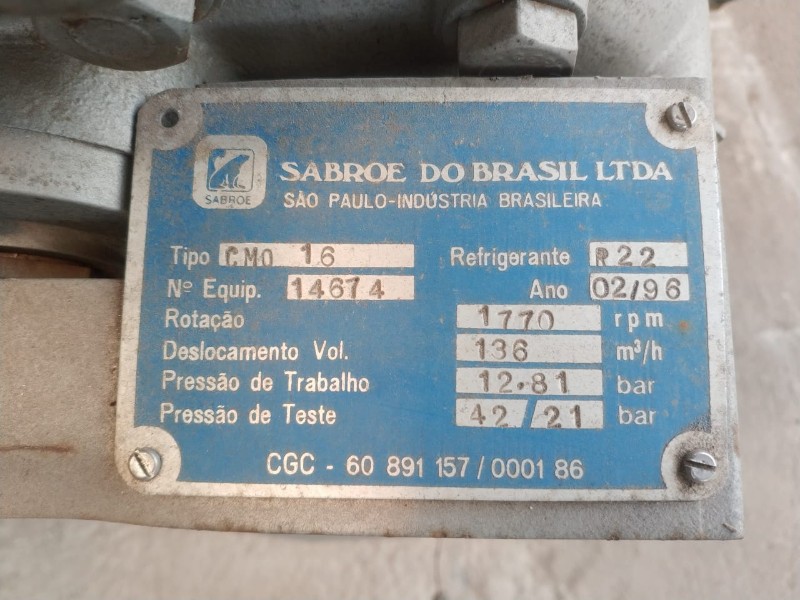 SABROE
SABROE DO BRASIL LTDA
SÃO PAULO-INDÚSTRIA BRASILEIRA
Tipo CMO 16 Refrigerante R22
Nº Equip. 14674 Ano 02/96
Rotação 1770 rpm
Deslocamento Vol. 136 m³/h
Pressão de Trabalho 12.81 bar
Pressão de Teste 42/21 bar
CGC - 60 891 157/0001 86